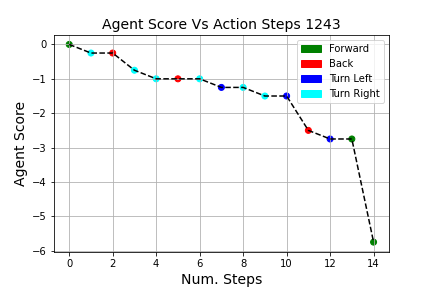 Agent Score Vs Action Steps 1243
Agent Score
0
−1
−2
−3
−4
−5
−6
Forward
Back
Turn Left
Turn Right
0 2 4 6 8 10 12 14
Num. Steps